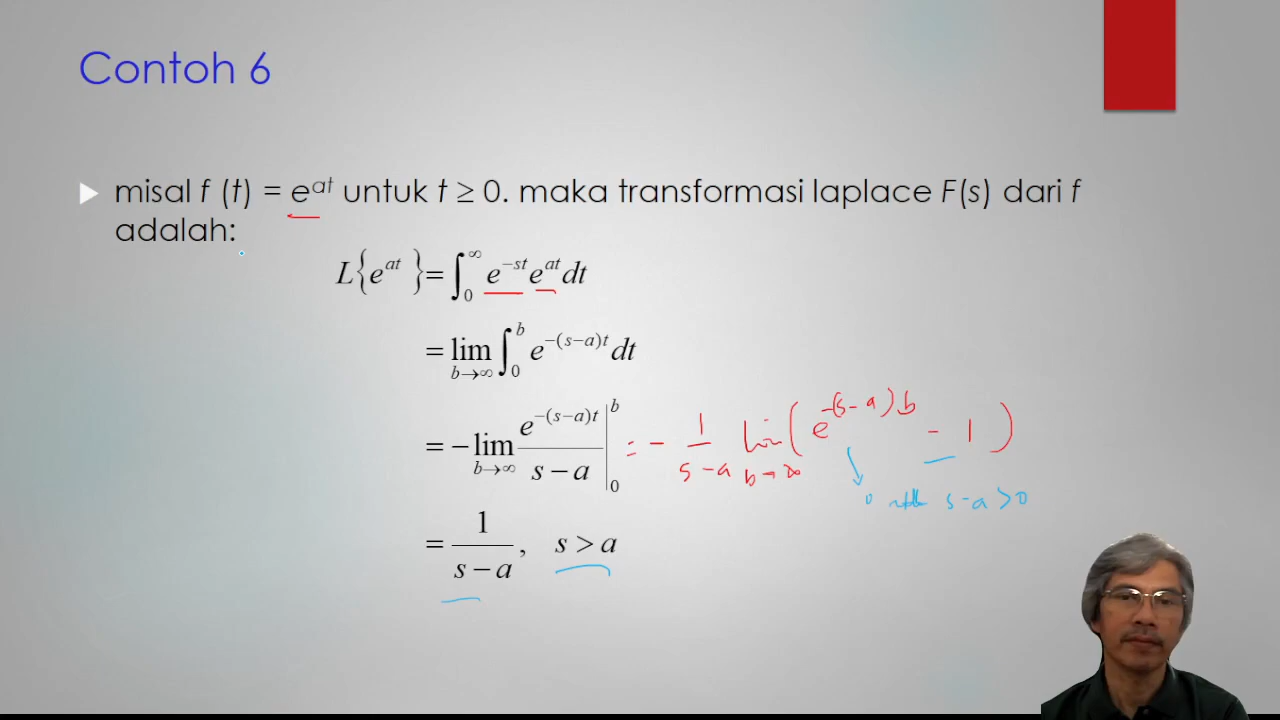 Contoh 6
misal f (t) = e^{at} untuk t ≥ 0. maka transformasi laplace F(s) dari f
adalah:
L{e^{at}} = ∫_0^∞ e^{-st} e^{at} dt
= lim_{b→∞} ∫_0^b e^{-(s-a)t} dt
= -lim_{b→∞} e^{-(s-a)t} / (s-a) |_0^b = - 1/(s-a) lim_{b→∞} ( e^{-(s-a)b} - 1 )
0 s-a > 0
= 1/(s-a), s > a